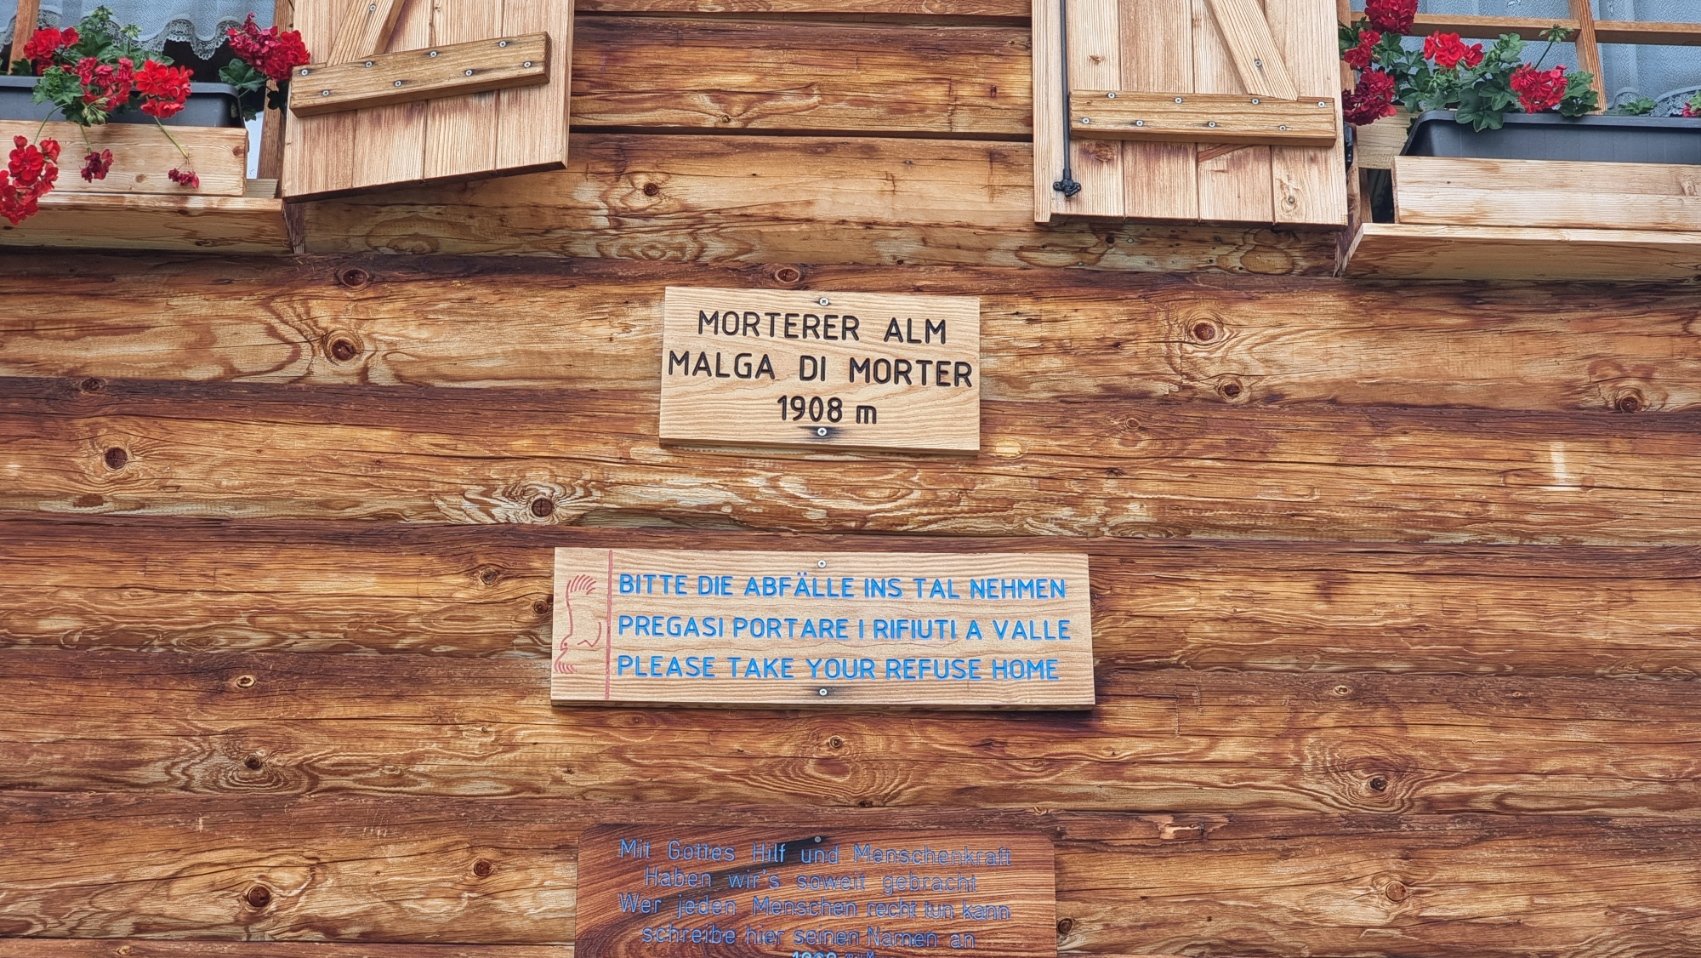 MORTERER ALM
MALGA DI MORTER
1908 m
BITTE DIE ABFÄLLE INS TAL NEHMEN
PREGASI PORTARE I RIFIUTI A VALLE
PLEASE TAKE YOUR REFUSE HOME
Mit Gottes Hilf und Menschenkraft
Haben wir's soweit gebracht
Wer jeden Menschen recht tun kann
schreibe hier seinen Namen an